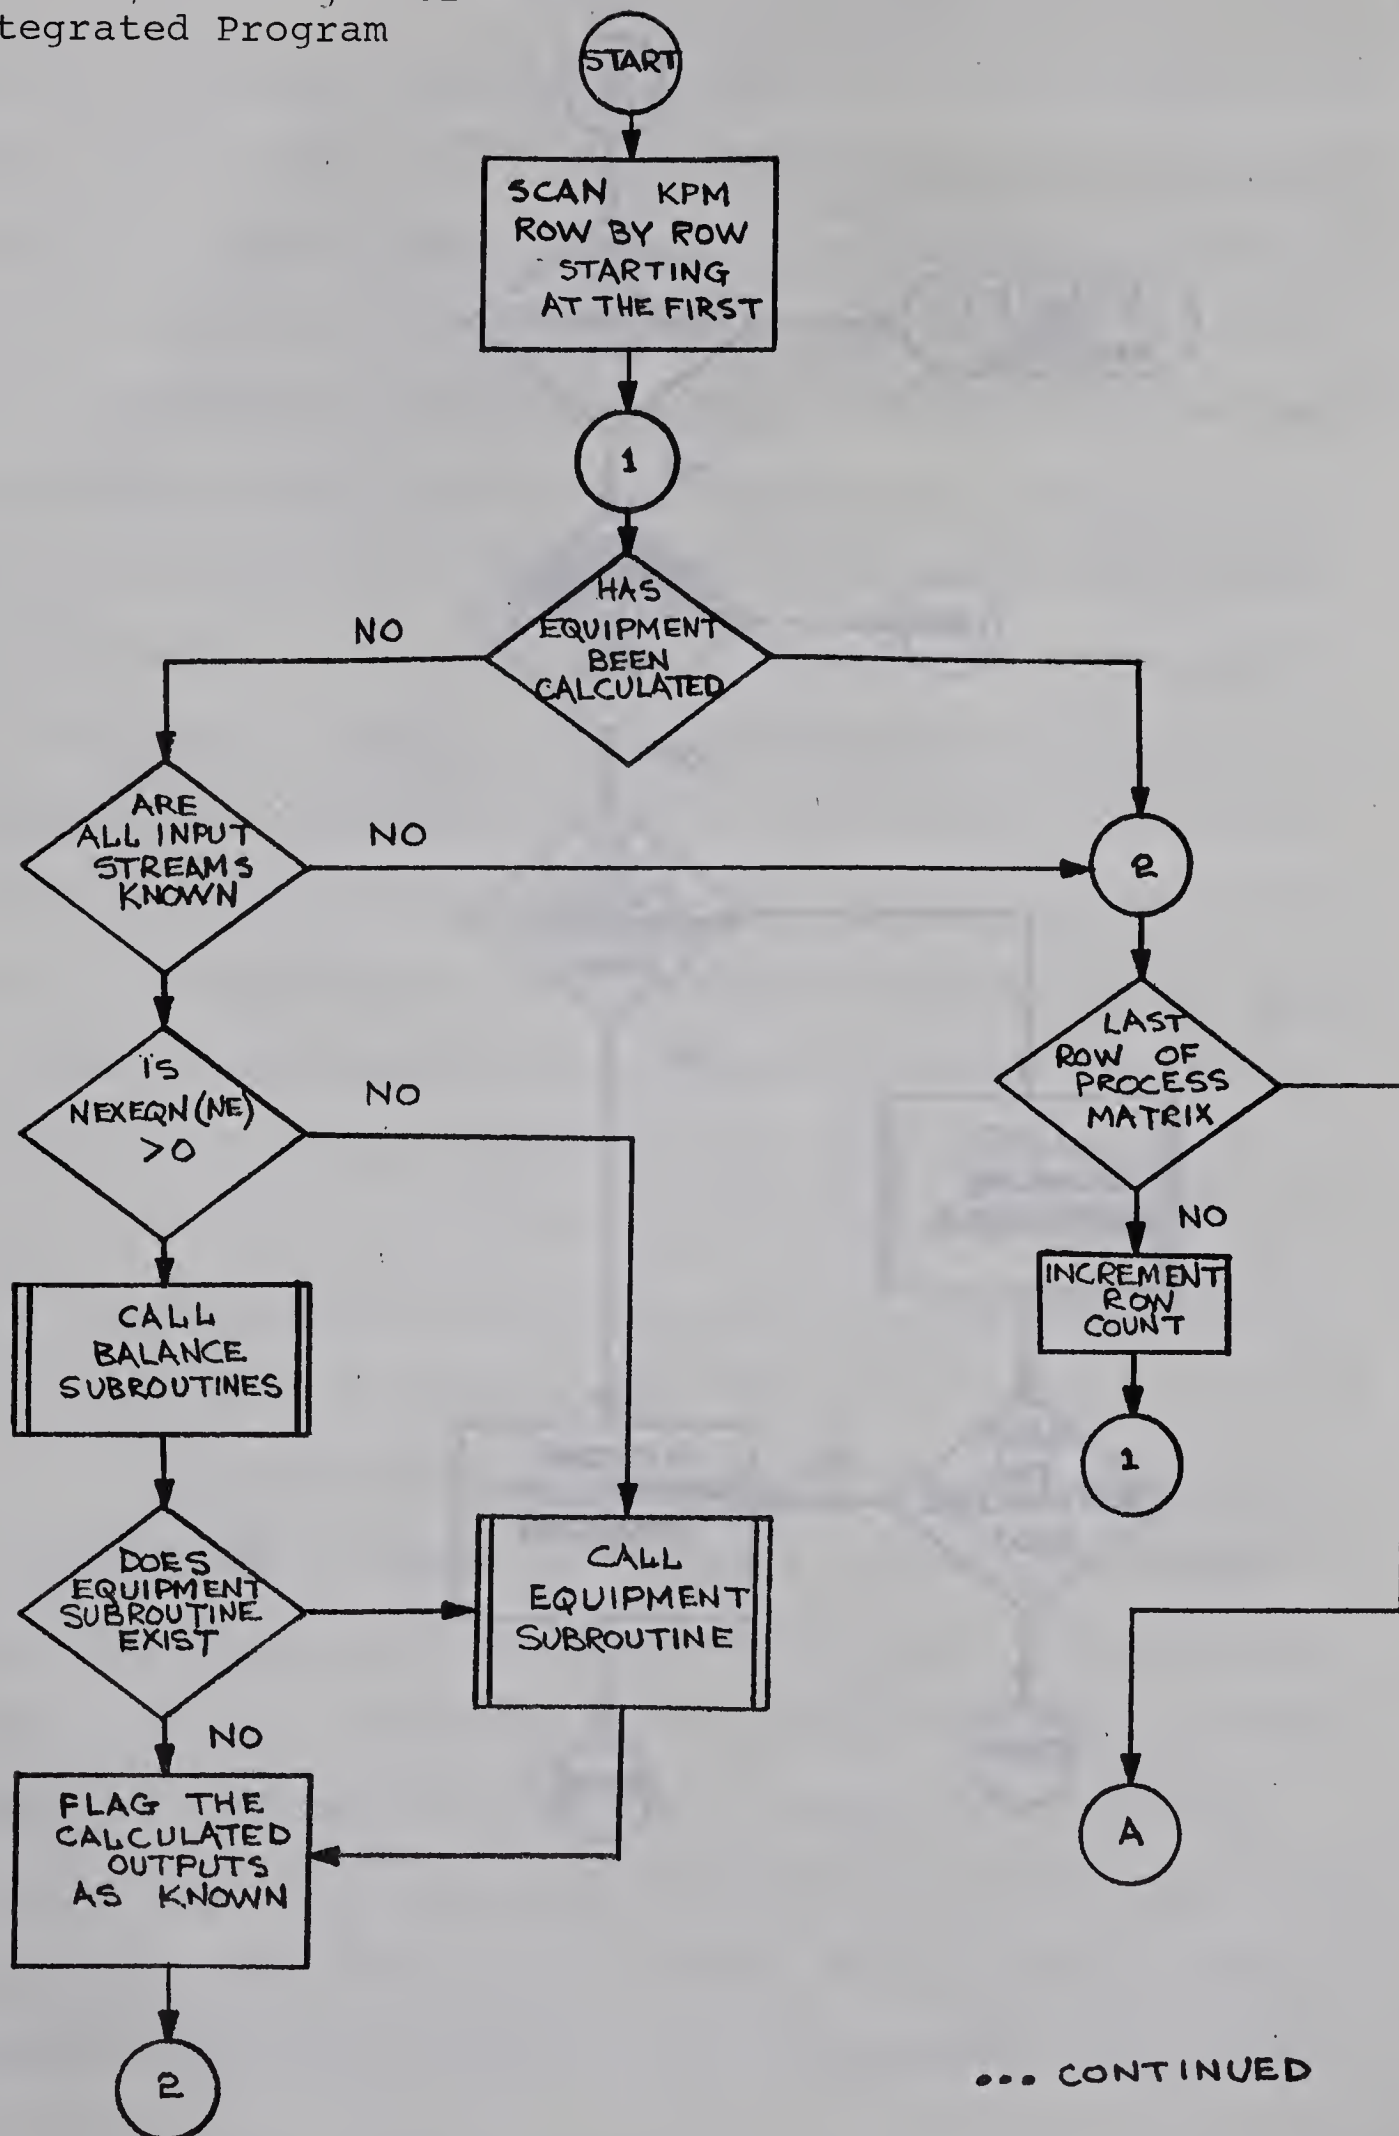 tegrated Program
START
SCAN KPM
ROW BY ROW
STARTING
AT THE FIRST
1
HAS
EQUIPMENT
BEEN
CALCULATED
NO
ARE
ALL INPUT
STREAMS
KNOWN
NO
2
IS
NEXEQN(NE)
>0
NO
LAST
ROW OF
PROCESS
MATRIX
NO
INCREMENT
ROW
COUNT
1
CALL
BALANCE
SUBROUTINES
DOES
EQUIPMENT
SUBROUTINE
EXIST
CALL
EQUIPMENT
SUBROUTINE
NO
FLAG THE
CALCULATED
OUTPUTS
AS KNOWN
A
2
... CONTINUED